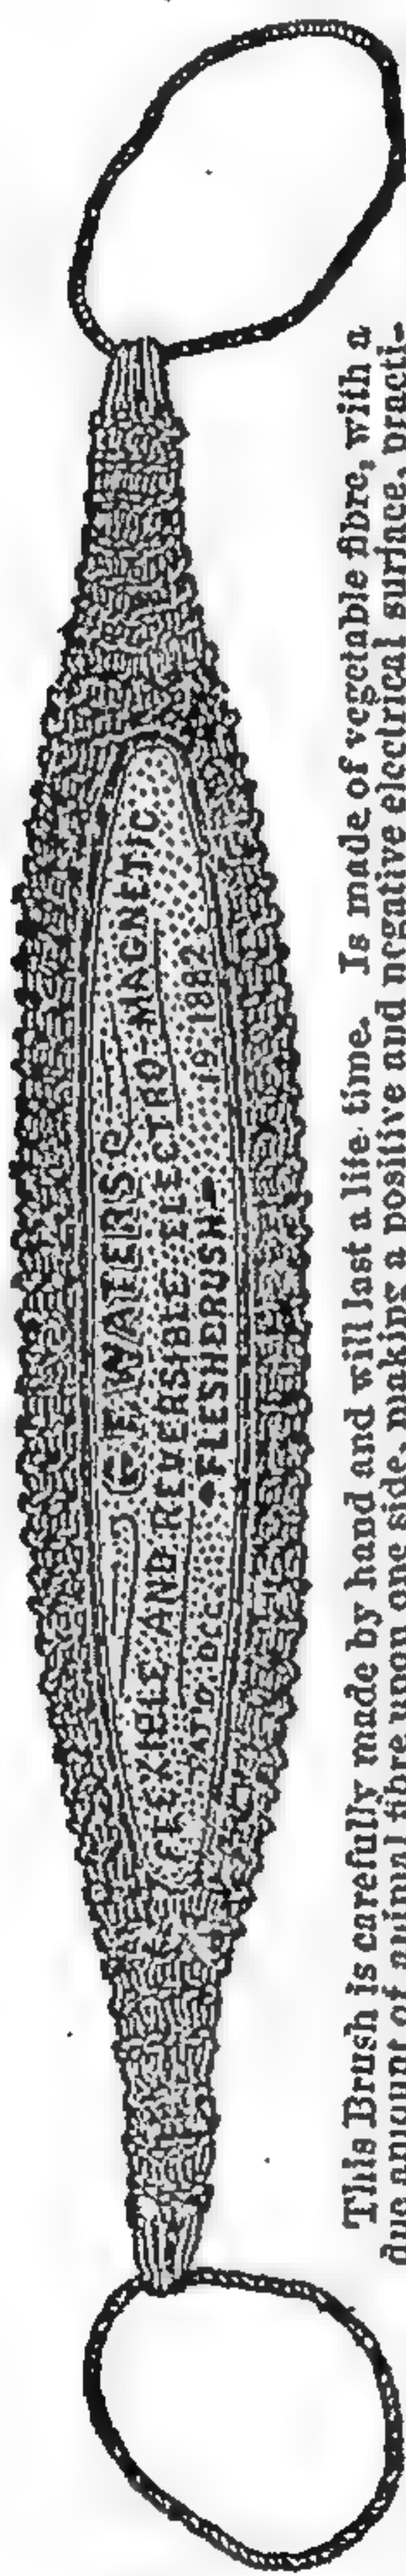 WATERS
FLEXIBLE AND REVERSIBLE ELECTRO MAGNETIC
FLESHBRUSH
19 1882
This Brush is carefully made by hand and will last a life time. Is made of vegetable fibre, with a
due amount of animal fibre upon one side, making a positive and negative electrical surface, practi-